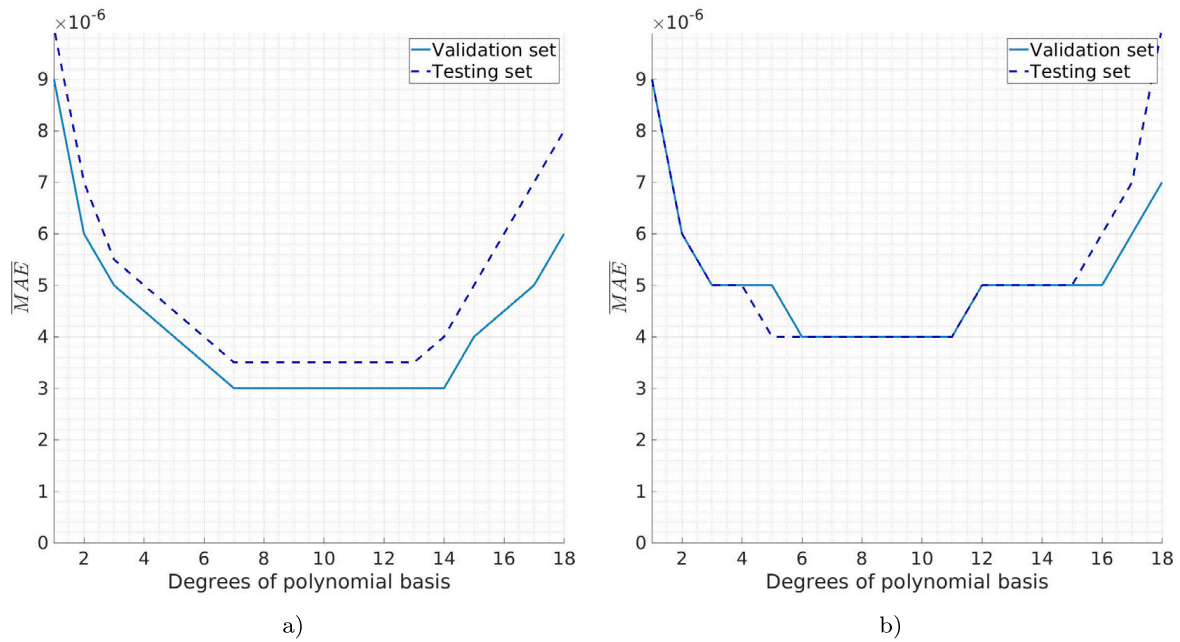 ×10-6
Validation set
Testing set
9
8
7
6
5
4
3
2
1
0
MAE
2 4 6 8 10 12 14 16 18
Degrees of polynomial basis
a)
×10-6
Validation set
Testing set
9
8
7
6
5
4
3
2
1
0
MAE
2 4 6 8 10 12 14 16 18
Degrees of polynomial basis
b)